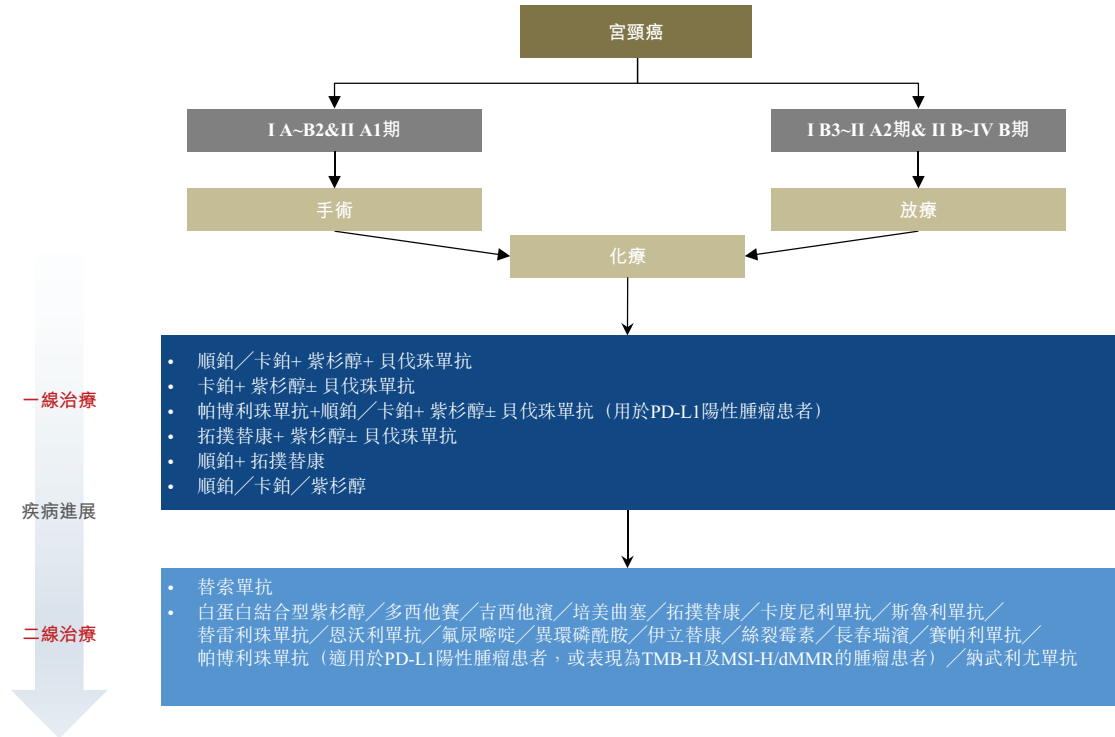 宮頸癌
I A~B2&II A1期
I B3~II A2期& II B~IV B期
手術
放療
化療
一線治療
• 順鉑╱卡鉑+ 紫杉醇+ 貝伐珠單抗
• 卡鉑+ 紫杉醇± 貝伐珠單抗
• 帕博利珠單抗+順鉑╱卡鉑+ 紫杉醇± 貝伐珠單抗（用於PD-L1陽性腫瘤患者）
• 拓撲替康+ 紫杉醇± 貝伐珠單抗
• 順鉑+ 拓撲替康
• 順鉑╱卡鉑╱紫杉醇
疾病進展
二線治療
• 替索單抗
• 白蛋白結合型紫杉醇╱多西他賽╱吉西他濱╱培美曲塞╱拓撲替康╱卡度尼利單抗╱斯魯利單抗╱
替雷利珠單抗╱恩沃利單抗╱氟尿嘧啶╱異環磷酰胺╱伊立替康╱絲裂霉素╱長春瑞濱╱賽帕利單抗╱
帕博利珠單抗（適用於PD-L1陽性腫瘤患者，或表現為TMB-H及MSI-H/dMMR的腫瘤患者）╱納武利尤單抗